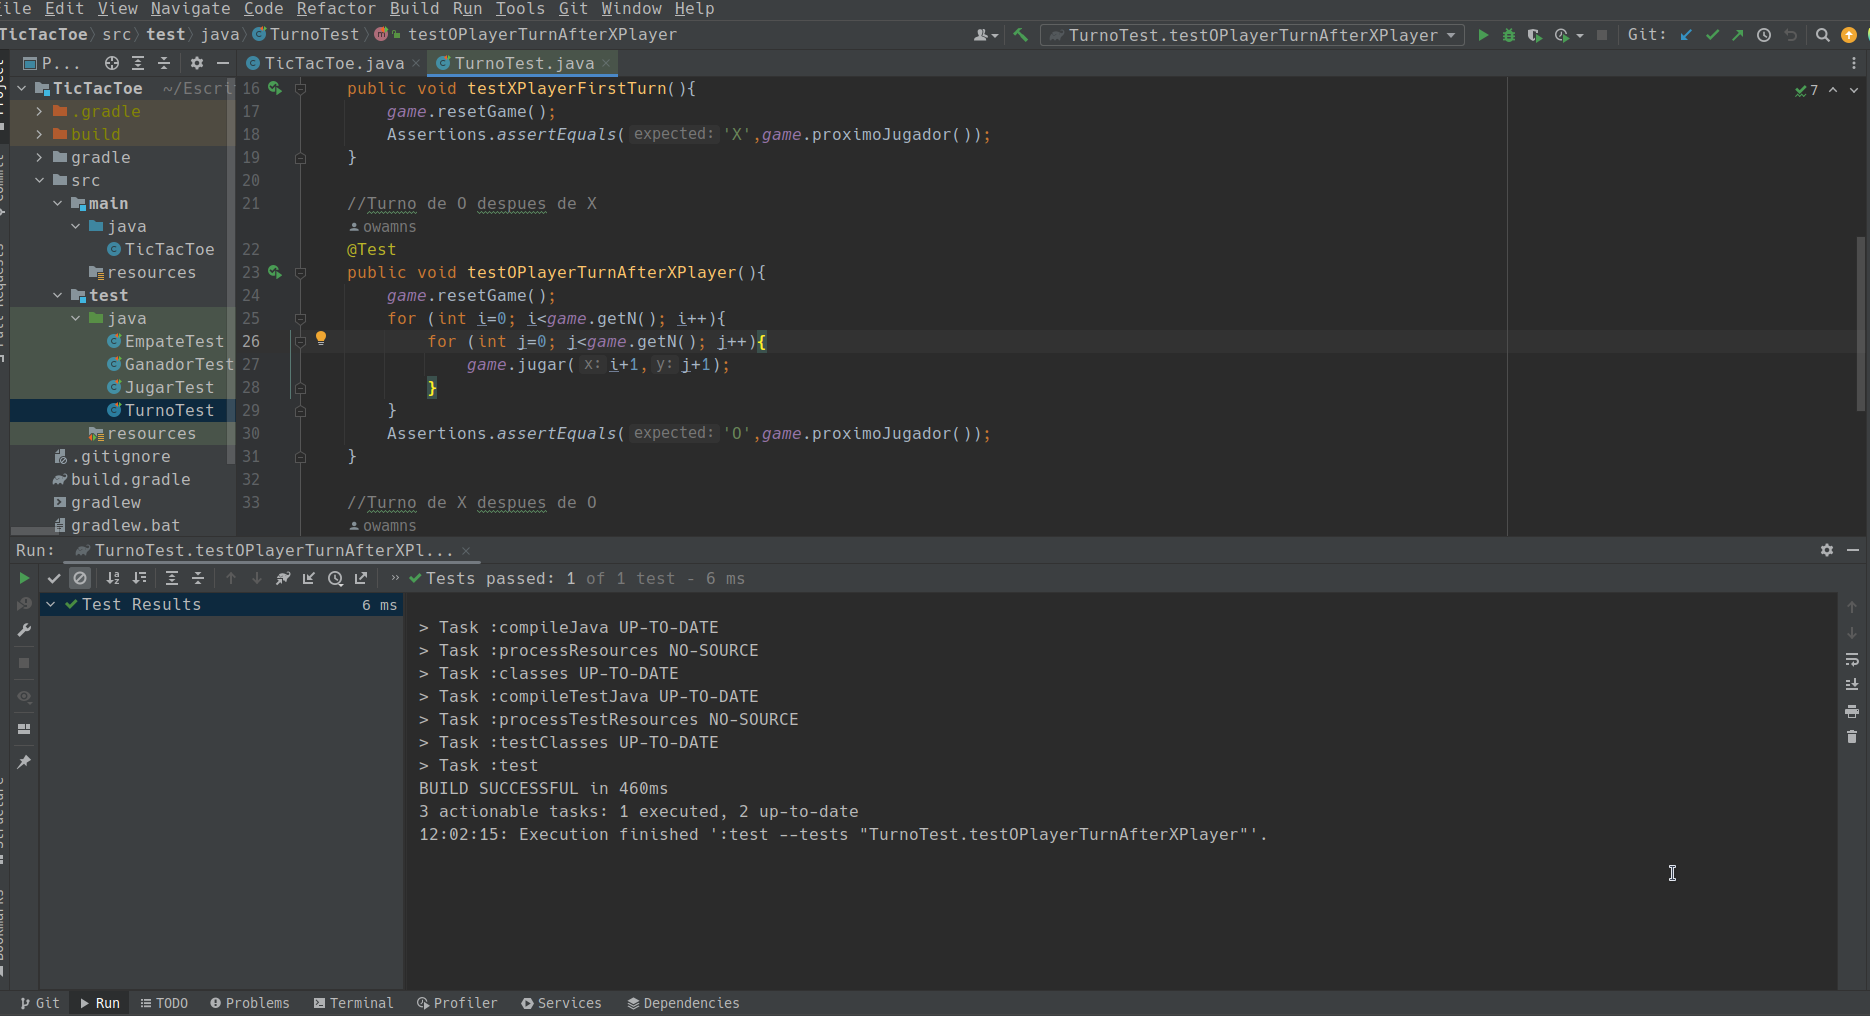 File Edit View Navigate Code Refactor Build Run Tools Git Window Help
TicTacToe src test java TurnoTest testOPlayerTurnAfterXPlayer TurnoTest.testOPlayerTurnAfterXPlayer Git:
P... TicTacToe.java TurnoTest.java
TicTacToe ~/Escri
.gradle
build
gradle
src
main
java
TicTacToe
resources
test
java
EmpateTest
GanadorTest
JugarTest
TurnoTest
resources
.gitignore
build.gradle
gradlew
gradlew.bat
16 public void testXPlayerFirstTurn(){
17 game.resetGame();
18 Assertions.assertEquals( expected: 'X',game.proximoJugador());
19 }
20
21 //Turno de O despues de X
owamns
22 @Test
23 public void testOPlayerTurnAfterXPlayer(){
24 game.resetGame();
25 for (int i=0; i<game.getN(); i++){
26 for (int j=0; j<game.getN(); j++){
27 game.jugar( x: i+1, y: j+1);
28 }
29 }
30 Assertions.assertEquals( expected: 'O',game.proximoJugador());
31 }
32
33 //Turno de X despues de O
owamns
7
Run: TurnoTest.testOPlayerTurnAfterXPl...
Tests passed: 1 of 1 test - 6 ms
Test Results 6 ms
> Task :compileJava UP-TO-DATE
> Task :processResources NO-SOURCE
> Task :classes UP-TO-DATE
> Task :compileTestJava UP-TO-DATE
> Task :processTestResources NO-SOURCE
> Task :testClasses UP-TO-DATE
> Task :test
BUILD SUCCESSFUL in 460ms
3 actionable tasks: 1 executed, 2 up-to-date
12:02:15: Execution finished ':test --tests "TurnoTest.testOPlayerTurnAfterXPlayer"'.
Git Run TODO Problems Terminal Profiler Services Dependencies